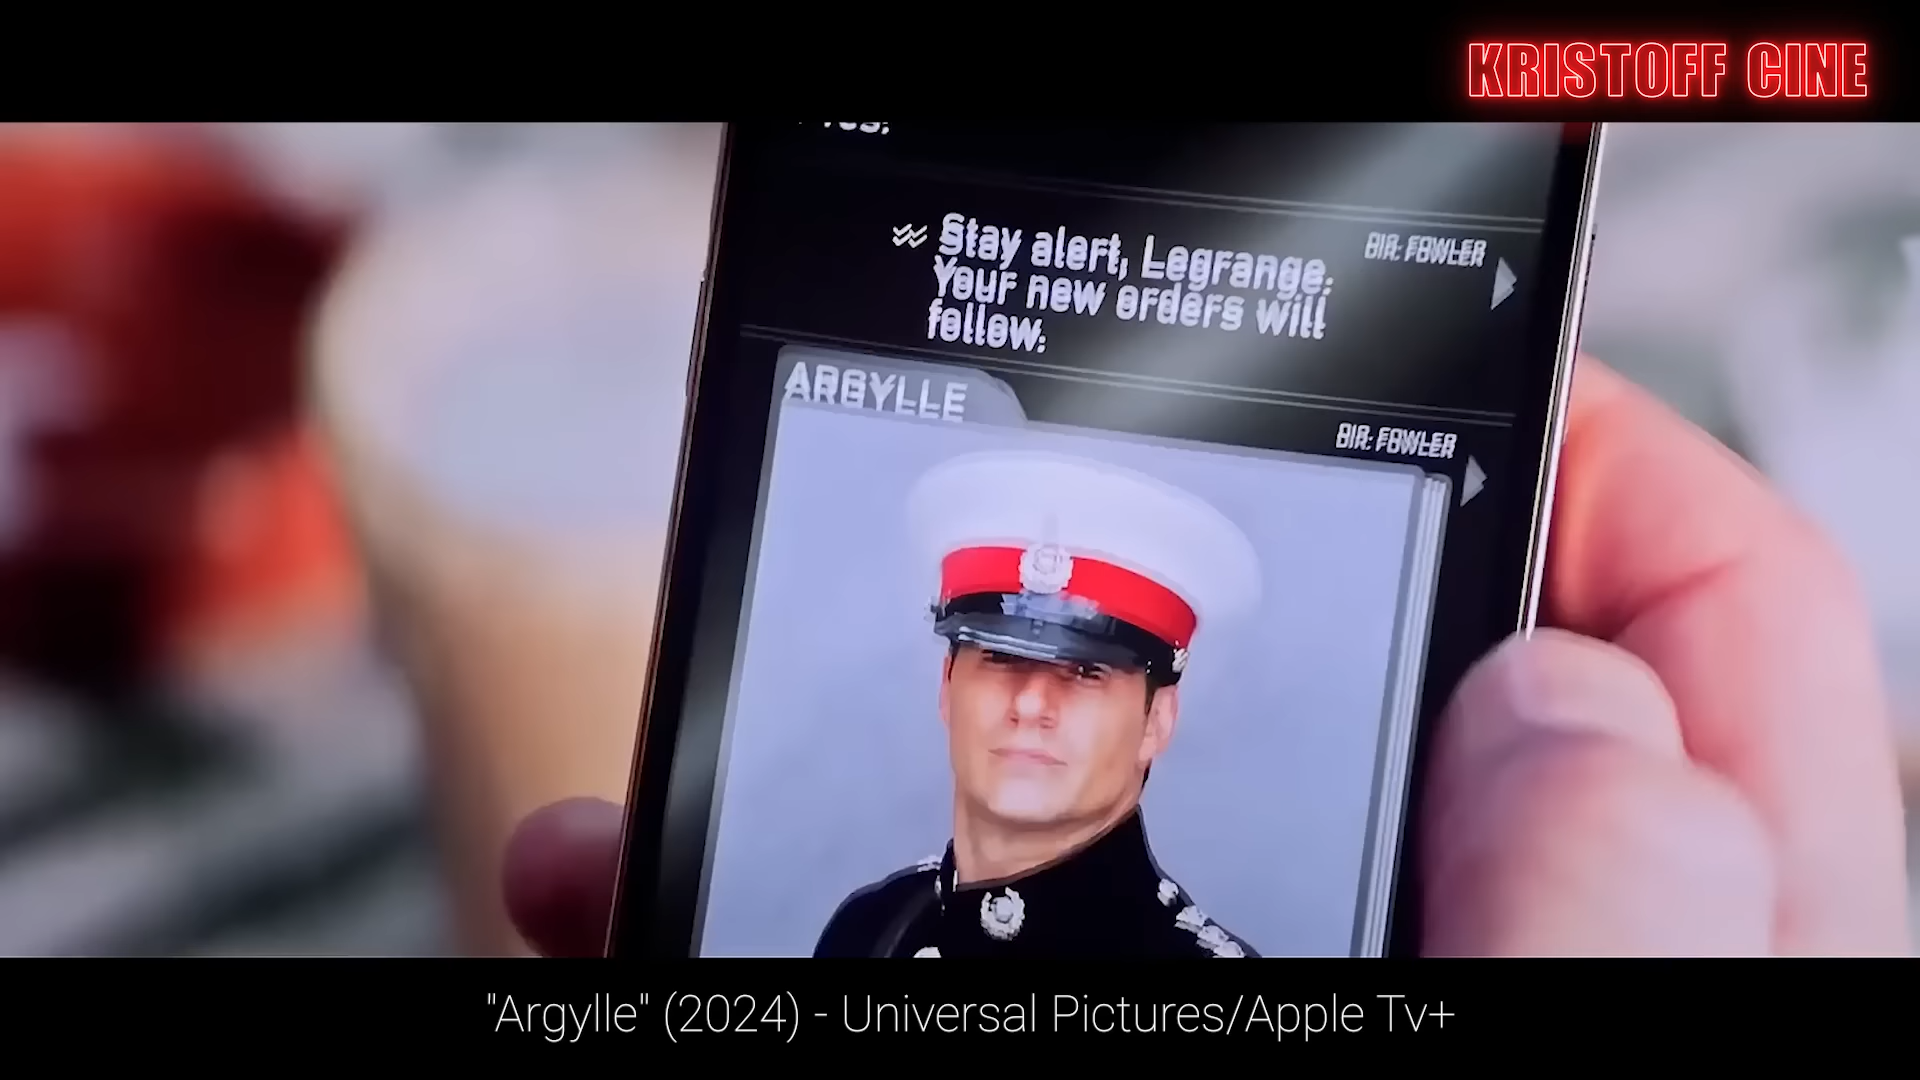 KRISTOFF CINE
Stay alert, Legrange.
DIR. FOWLER
Your new orders will
follow.
ARGYLLE
DIR. FOWLER
"Argylle" (2024) - Universal Pictures/Apple Tv+